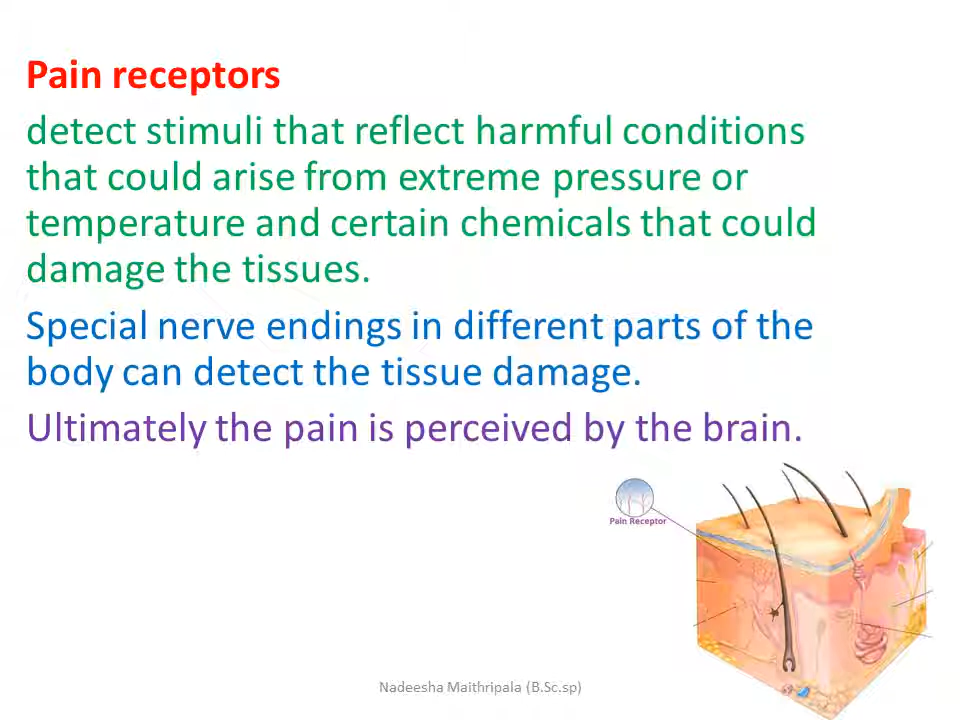 Pain receptors
detect stimuli that reflect harmful conditions
that could arise from extreme pressure or
temperature and certain chemicals that could
damage the tissues.
Special nerve endings in different parts of the
body can detect the tissue damage.
Ultimately the pain is perceived by the brain.
Pain Receptor
Nadeesha Maithripala (B.Sc.sp)